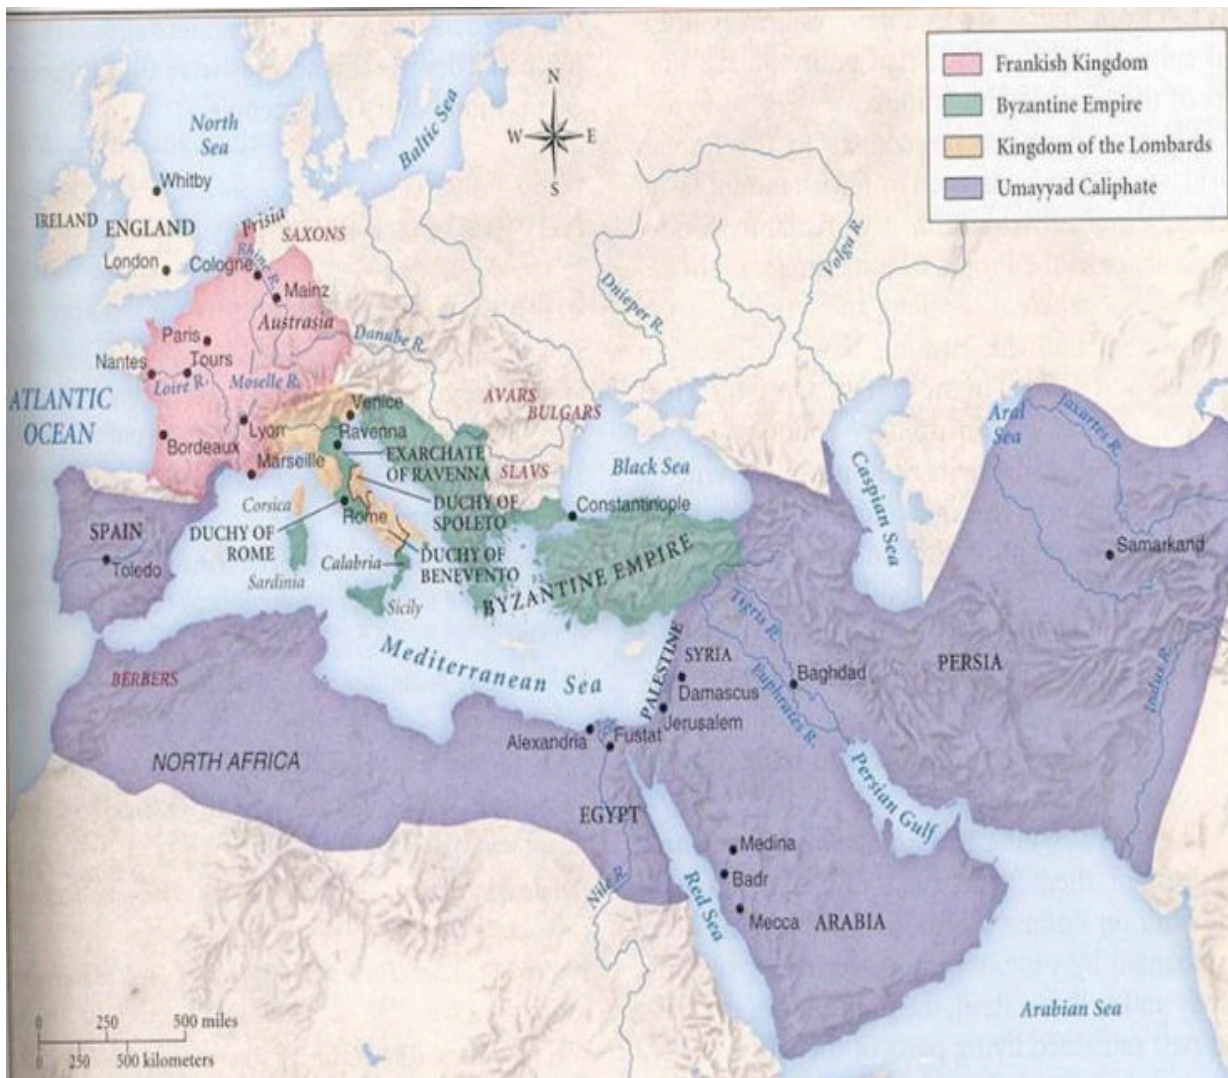 Frankish Kingdom
Byzantine Empire
Kingdom of the Lombards
Umayyad Caliphate
N
W
E
S
North
Sea
Baltic Sea
Whitby
IRELAND
ENGLAND
Frisia
SAXONS
London
Cologne
Rhine R.
Mainz
Volga R.
Dnieper R.
Paris
Austrasia
Danube R.
Nantes
Tours
Loire R.
Moselle R.
ATLANTIC
OCEAN
AVARS
BULGARS
Venice
Aral
Sea
Jaxartes R.
Bordeaux
Lyon
Ravenna
EXARCHATE
OF RAVENNA
Marseille
SLAVS
Black Sea
Caspian Sea
Corsica
DUCHY OF
SPOLETO
Constantinople
SPAIN
DUCHY OF
ROME
Rome
Toledo
Calabria
DUCHY OF
BENEVENTO
Sardinia
Sicily
BYZANTINE EMPIRE
Samarkand
Tigris R.
Mediterranean Sea
PALESTINE
SYRIA
PERSIA
BERBERS
Damascus
Baghdad
Euphrates R.
Indus R.
Jerusalem
Alexandria
Fustat
NORTH AFRICA
Persian Gulf
EGYPT
Medina
Nile R.
Badr
Red Sea
Mecca
ARABIA
Arabian Sea
0 250 500 miles
0 250 500 kilometers